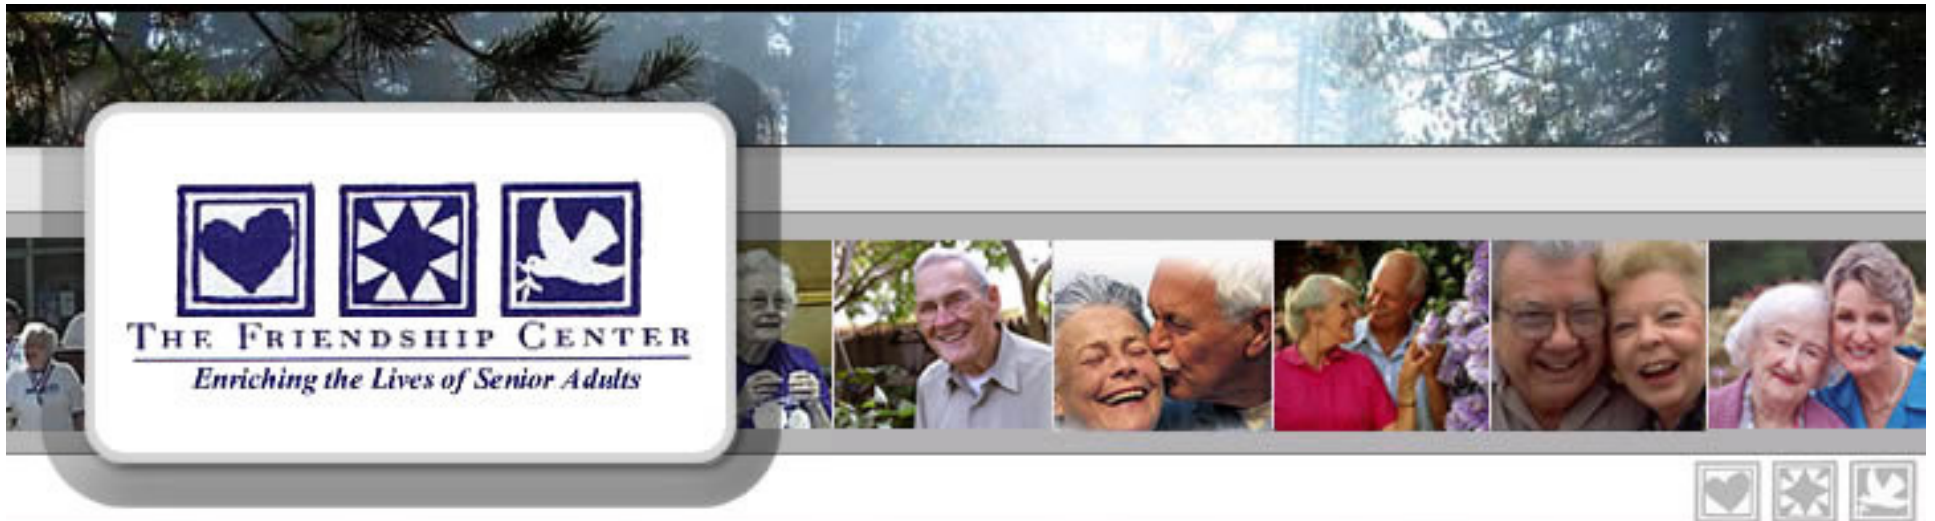 THE FRIENDSHIP CENTER
Enriching the Lives of Senior Adults